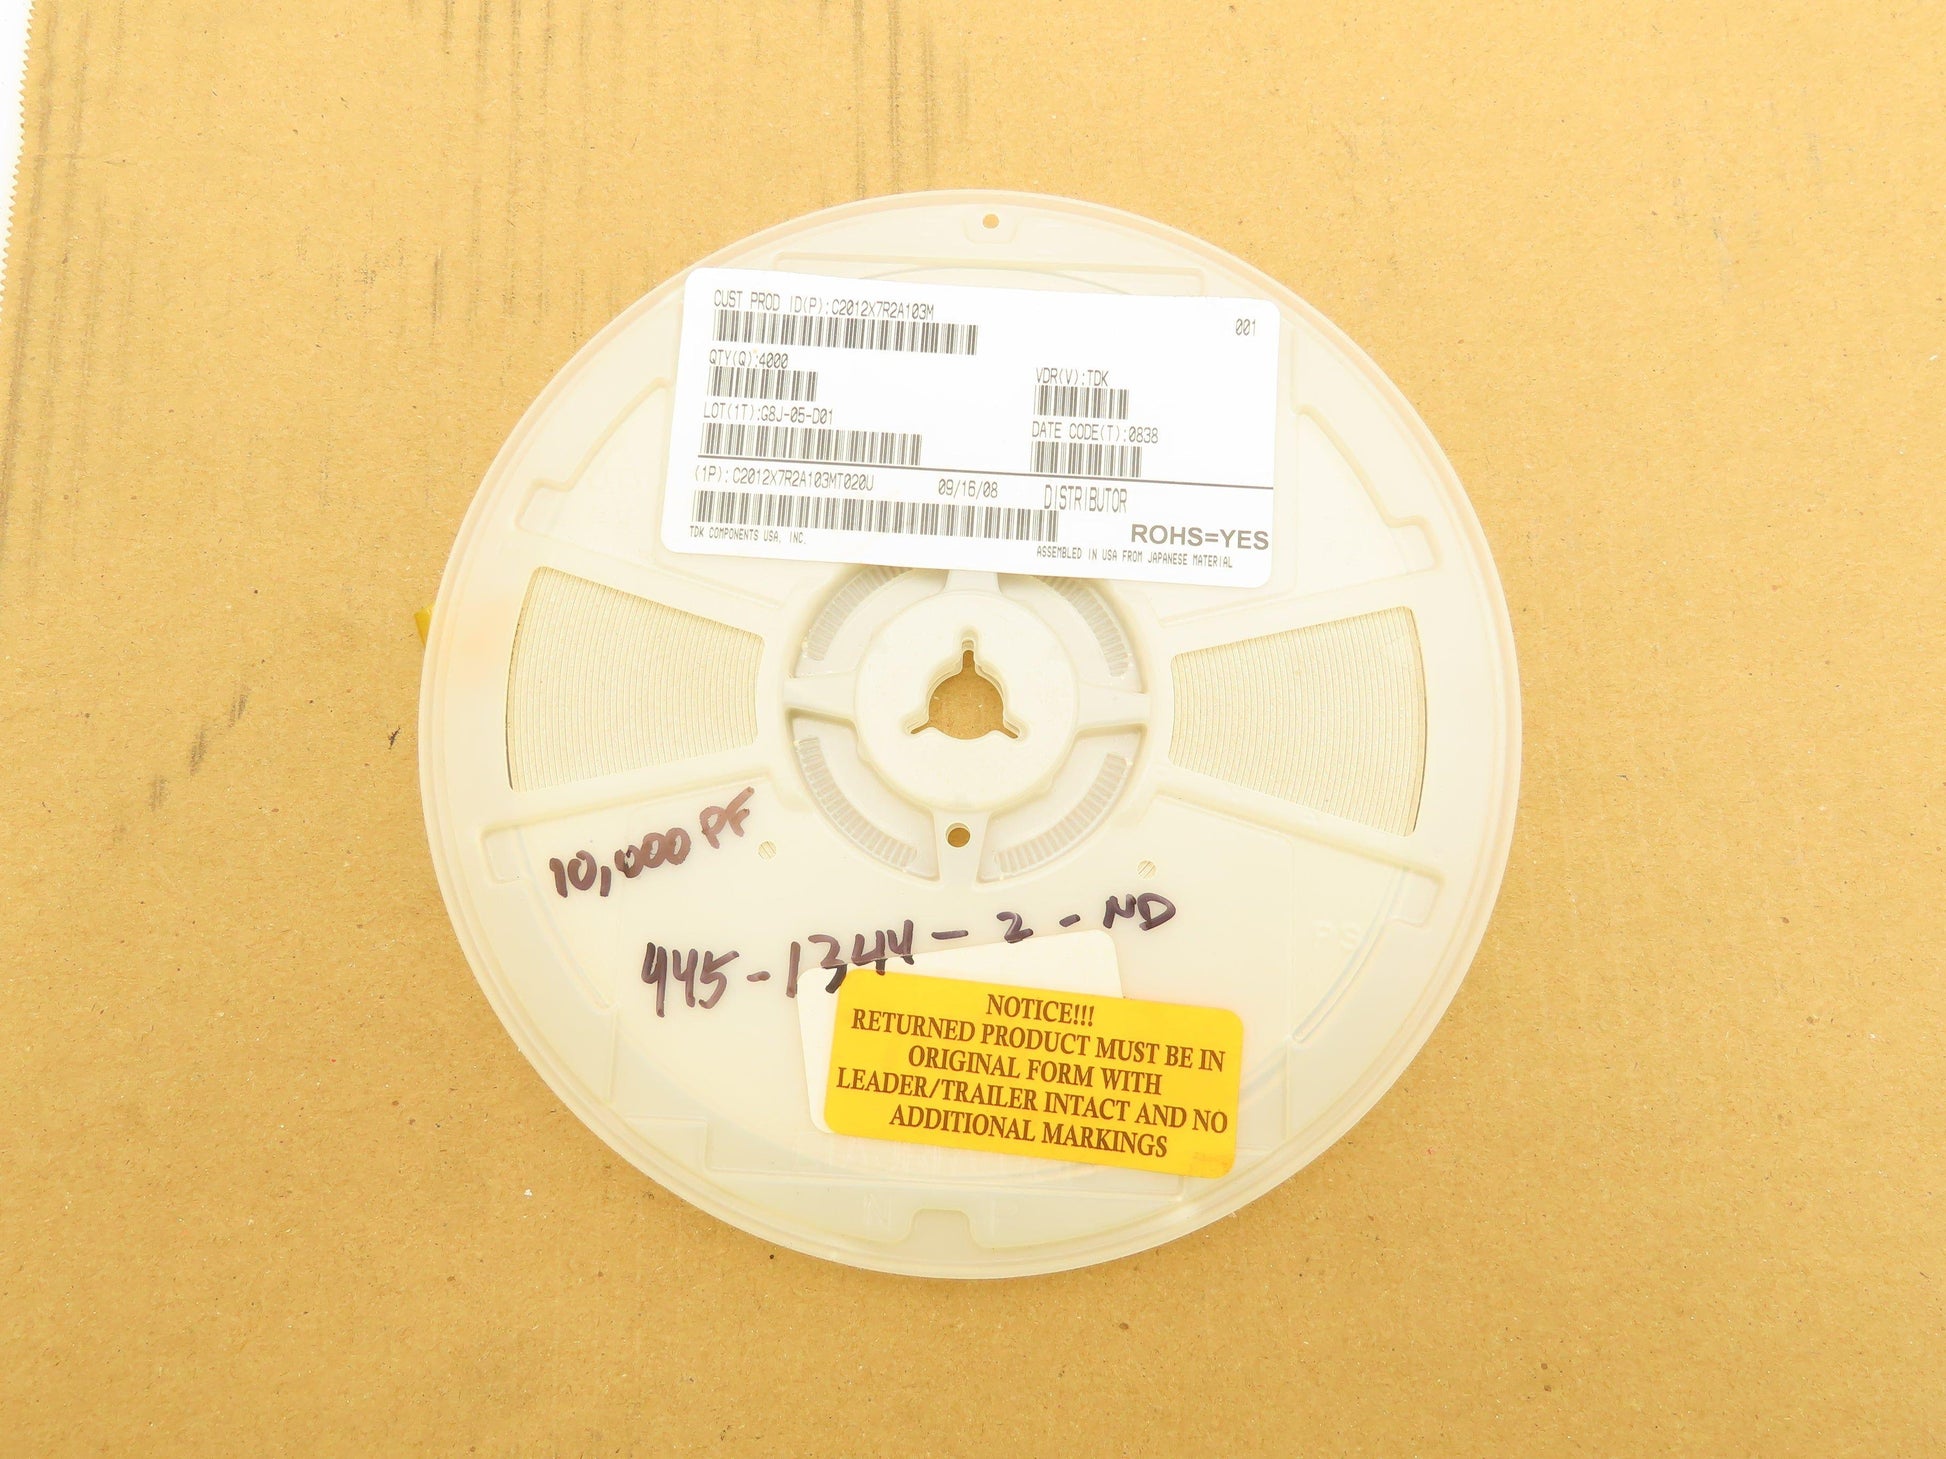 CUST PROD ID(P):C2012X7R2A103M
001
QTY(Q):4000
VDR(V):TDK
LOT(1T):G8J-05-D01
DATE CODE(T):0838
(1P):C2012X7R2A103MT020U 09/16/08 DISTRIBUTOR
ROHS=YES
TDK COMPONENTS USA, INC.
ASSEMBLED IN USA FROM JAPANESE MATERIAL
10,000 PF
445-1344-2-ND
NOTICE!!!
RETURNED PRODUCT MUST BE IN
ORIGINAL FORM WITH
LEADER/TRAILER INTACT AND NO
ADDITIONAL MARKINGS